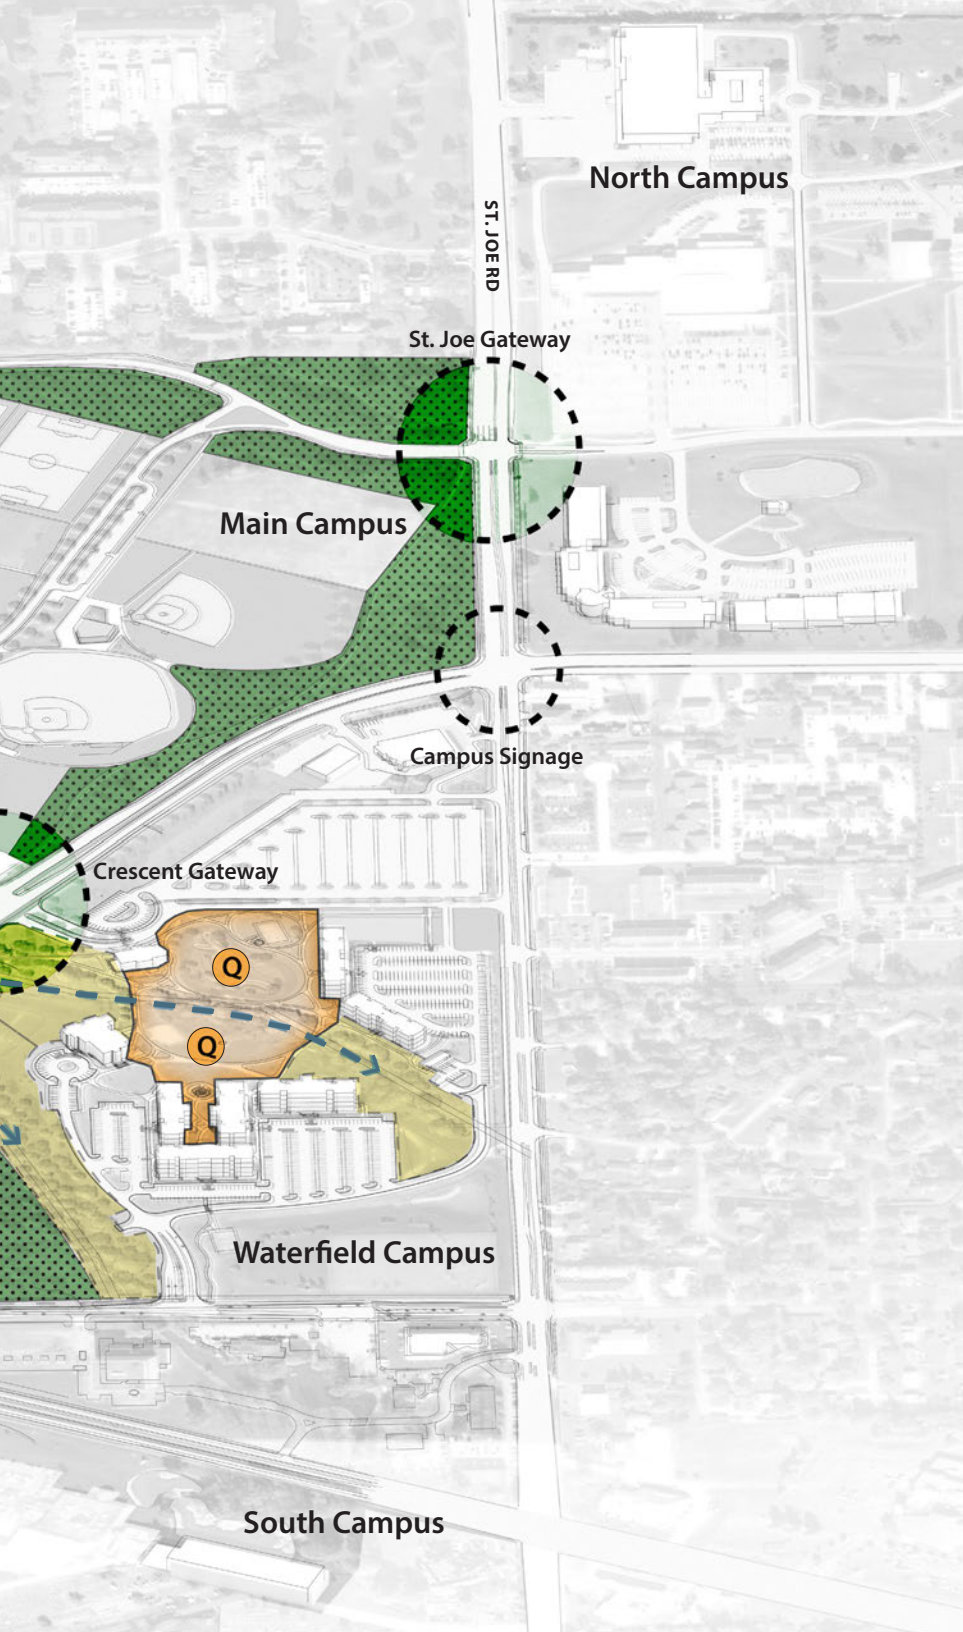 North Campus
ST. JOE RD
St. Joe Gateway
Main Campus
Campus Signage
Crescent Gateway
Q
Q
Waterfield Campus
South Campus